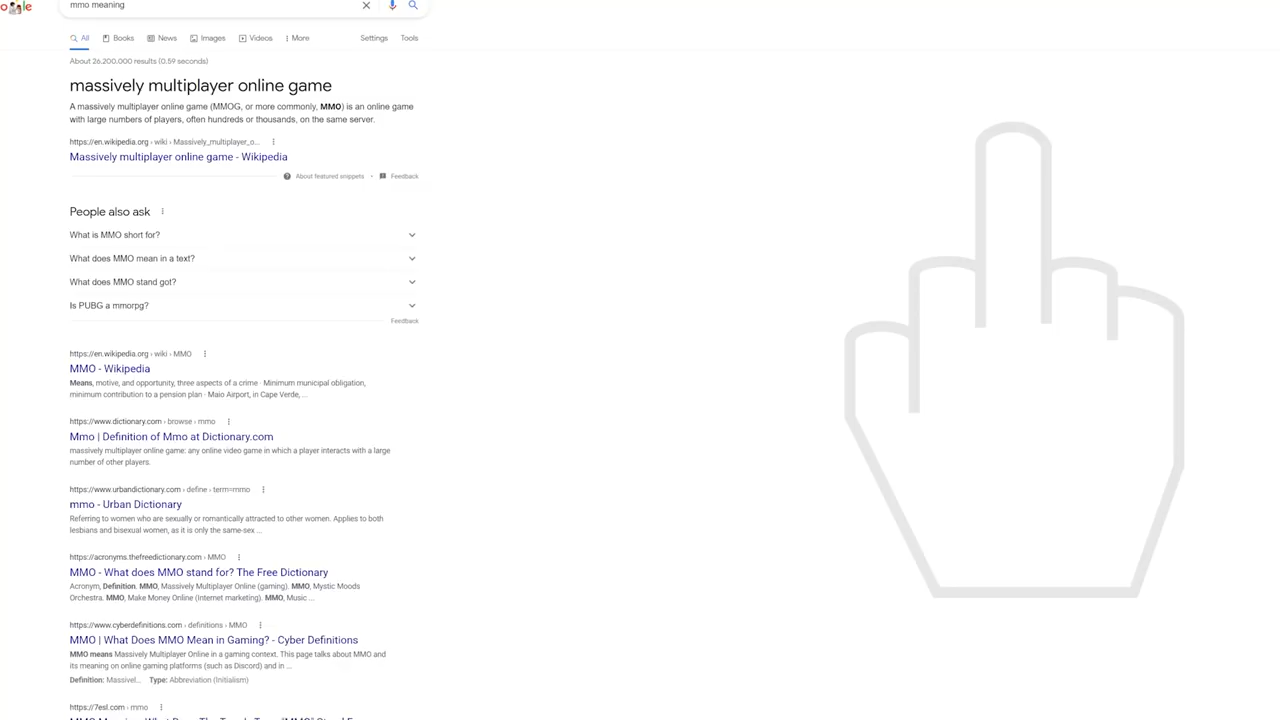 mmo meaning
All Books News Images Videos More Settings Tools
About 26,200,000 results (0.59 seconds)
massively multiplayer online game
A massively multiplayer online game (MMOG, or more commonly, MMO) is an online game
with large numbers of players, often hundreds or thousands, on the same server.
https://en.wikipedia.org › wiki › Massively_multiplayer_o...
Massively multiplayer online game - Wikipedia
About featured snippets • Feedback
People also ask
What is MMO short for?
What does MMO mean in a text?
What does MMO stand got?
Is PUBG a mmorpg?
Feedback
https://en.wikipedia.org › wiki › MMO
MMO - Wikipedia
Means, motive, and opportunity, three aspects of a crime · Minimum municipal obligation,
minimum contribution to a pension plan · Maio Airport, in Cape Verde, ...
https://www.dictionary.com › browse › mmo
Mmo | Definition of Mmo at Dictionary.com
massively multiplayer online game: any online video game in which a player interacts with a large
number of other players.
https://www.urbandictionary.com › define › term=mmo
mmo - Urban Dictionary
Referring to women who are sexually or romantically attracted to other women. Applies to both
lesbians and bisexual women, as it is only the same-sex ...
https://acronyms.thefreedictionary.com › MMO
MMO - What does MMO stand for? The Free Dictionary
Acronym, Definition. MMO, Massively Multiplayer Online (gaming). MMO, Mystic Moods
Orchestra. MMO, Make Money Online (Internet marketing). MMO, Music ...
https://www.cyberdefinitions.com › definitions › MMO
MMO | What Does MMO Mean in Gaming? - Cyber Definitions
MMO means Massively Multiplayer Online in a gaming context. This page talks about MMO and
its meaning on online gaming platforms (such as Discord) and in ...
Definition: Massivel... Type: Abbreviation (Initialism)
https://7esl.com › mmo